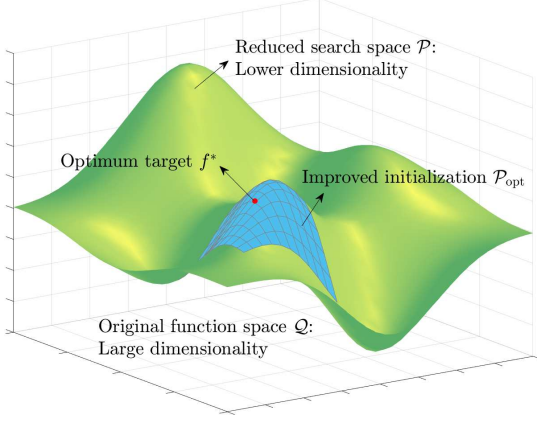 Reduced search space 𝒫:
Lower dimensionality
Optimum target f*
Improved initialization 𝒫opt
Original function space 𝒬:
Large dimensionality